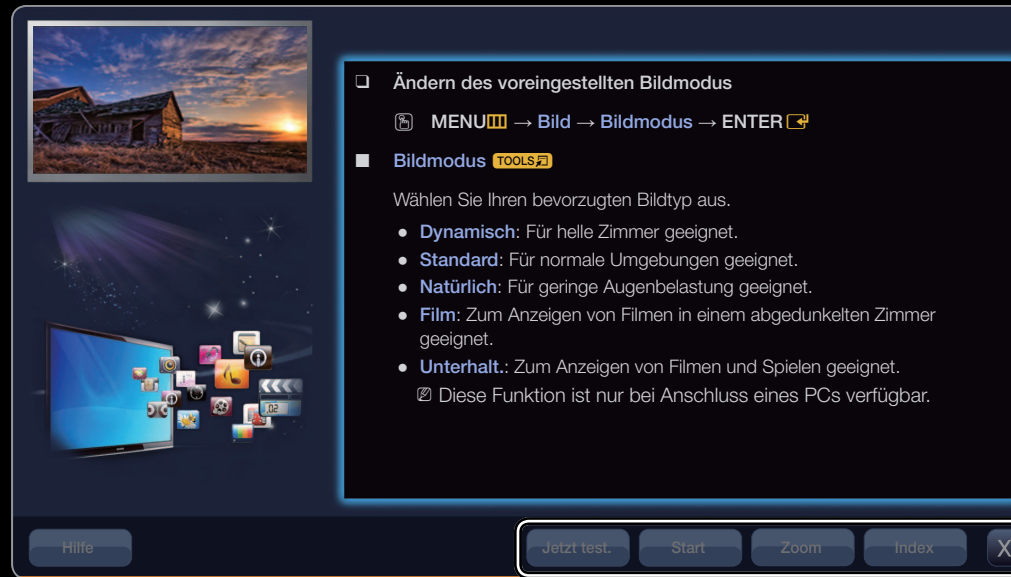 Ändern des voreingestellten Bildmodus
MENU → Bild → Bildmodus → ENTER
Bildmodus TOOLS
Wählen Sie Ihren bevorzugten Bildtyp aus.
● Dynamisch: Für helle Zimmer geeignet.
● Standard: Für normale Umgebungen geeignet.
● Natürlich: Für geringe Augenbelastung geeignet.
● Film: Zum Anzeigen von Filmen in einem abgedunkelten Zimmer
geeignet.
● Unterhalt.: Zum Anzeigen von Filmen und Spielen geeignet.
Diese Funktion ist nur bei Anschluss eines PCs verfügbar.
Hilfe Jetzt test. Start Zoom Index X